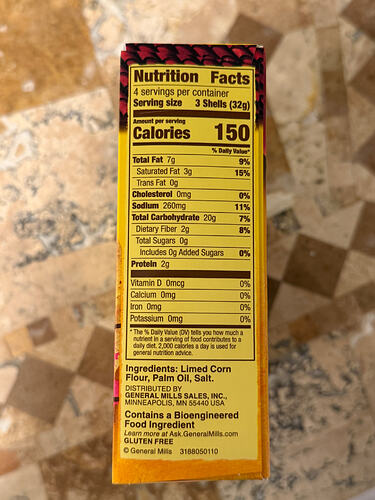 Nutrition Facts
4 servings per container
Serving size 3 Shells (32g)
Amount per serving
Calories 150
% Daily Value*
Total Fat 7g 9%
Saturated Fat 3g 15%
Trans Fat 0g
Cholesterol 0mg 0%
Sodium 260mg 11%
Total Carbohydrate 20g 7%
Dietary Fiber 2g 8%
Total Sugars 0g
Includes 0g Added Sugars 0%
Protein 2g
Vitamin D 0mcg 0%
Calcium 0mg 0%
Iron 0mg 0%
Potassium 0mg 0%
*The % Daily Value (DV) tells you how much a
nutrient in a serving of food contributes to a
daily diet. 2,000 calories a day is used for
general nutrition advice.
Ingredients: Limed Corn
Flour, Palm Oil, Salt.
DISTRIBUTED BY
GENERAL MILLS SALES, INC.,
MINNEAPOLIS, MN 55440 USA
Contains a Bioengineered
Food Ingredient
Learn more at Ask.GeneralMills.com
GLUTEN FREE
© General Mills 3188050110